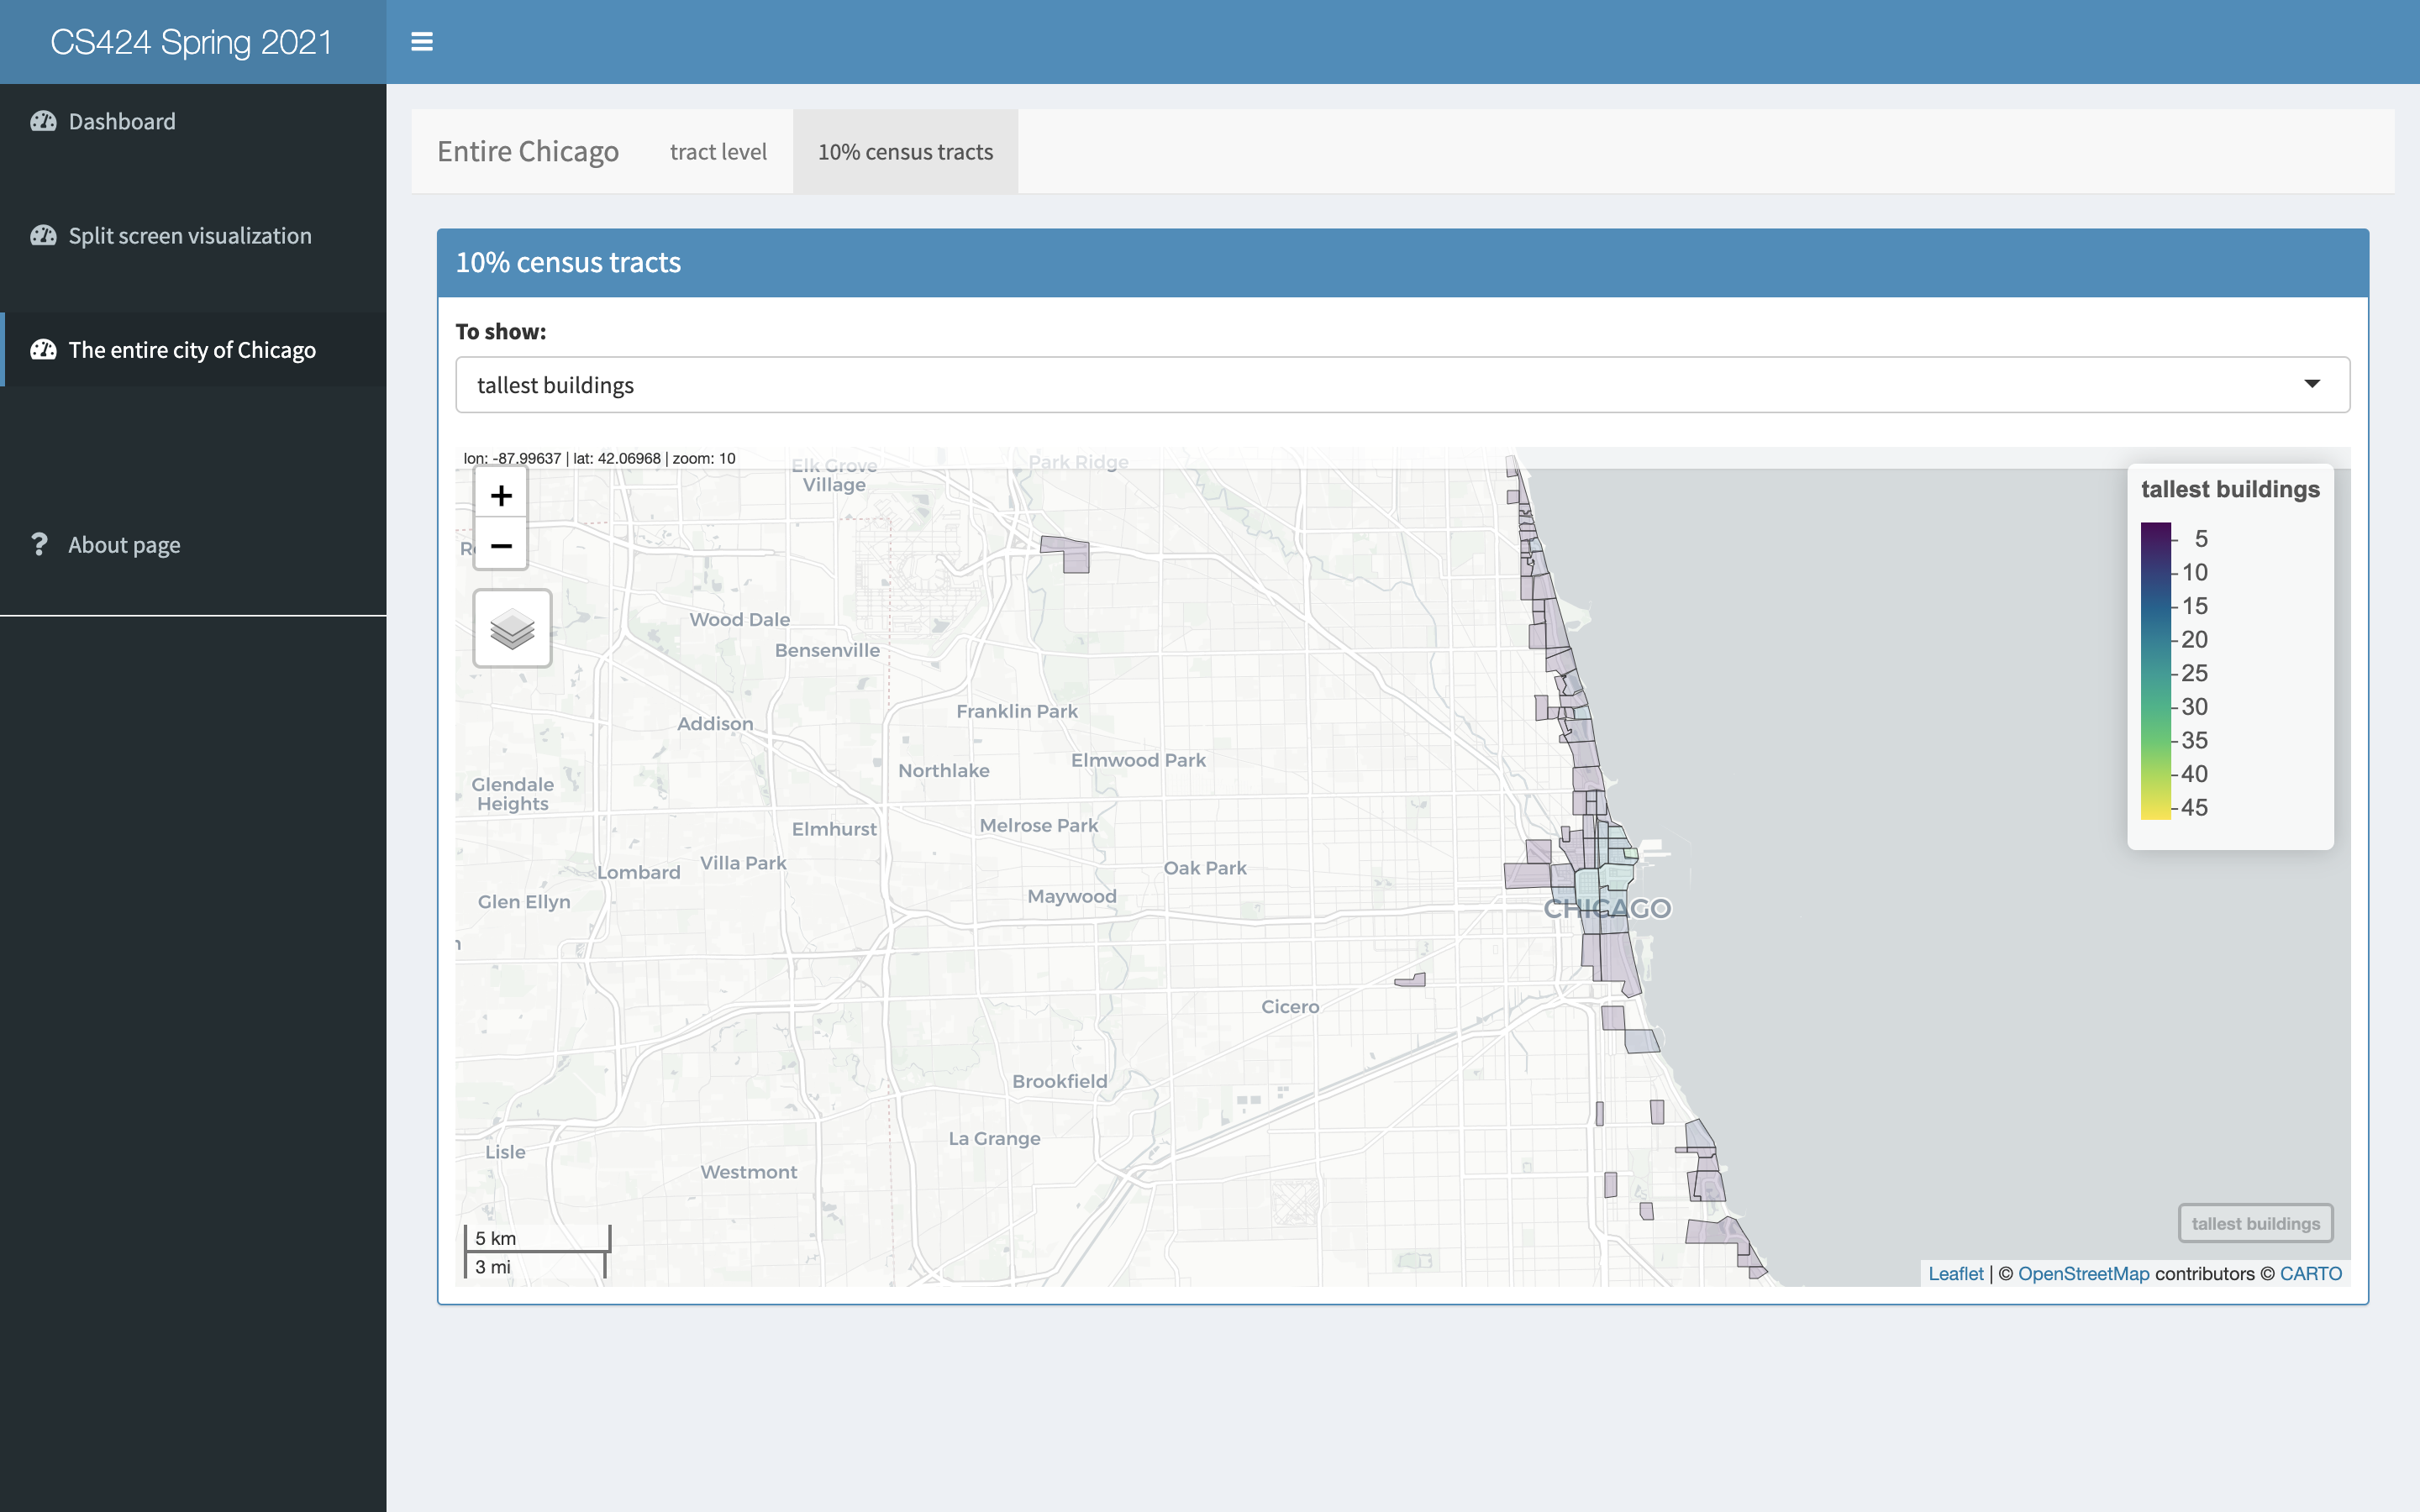 CS424 Spring 2021
Dashboard
Split screen visualization
The entire city of Chicago
About page
Entire Chicago
tract level
10% census tracts
10% census tracts
To show:
tallest buildings
lon: -87.99637 | lat: 42.06968 | zoom: 10
+
−
Elk Grove
Village
Park Ridge
Wood Dale
Bensenville
Addison
Franklin Park
Northlake
Elmwood Park
Glendale
Heights
Elmhurst
Melrose Park
Lombard
Villa Park
Oak Park
Glen Ellyn
Maywood
CHICAGO
Cicero
Brookfield
La Grange
Lisle
Westmont
5 km
3 mi
tallest buildings
5
10
15
20
25
30
35
40
45
tallest buildings
Leaflet | © OpenStreetMap contributors © CARTO